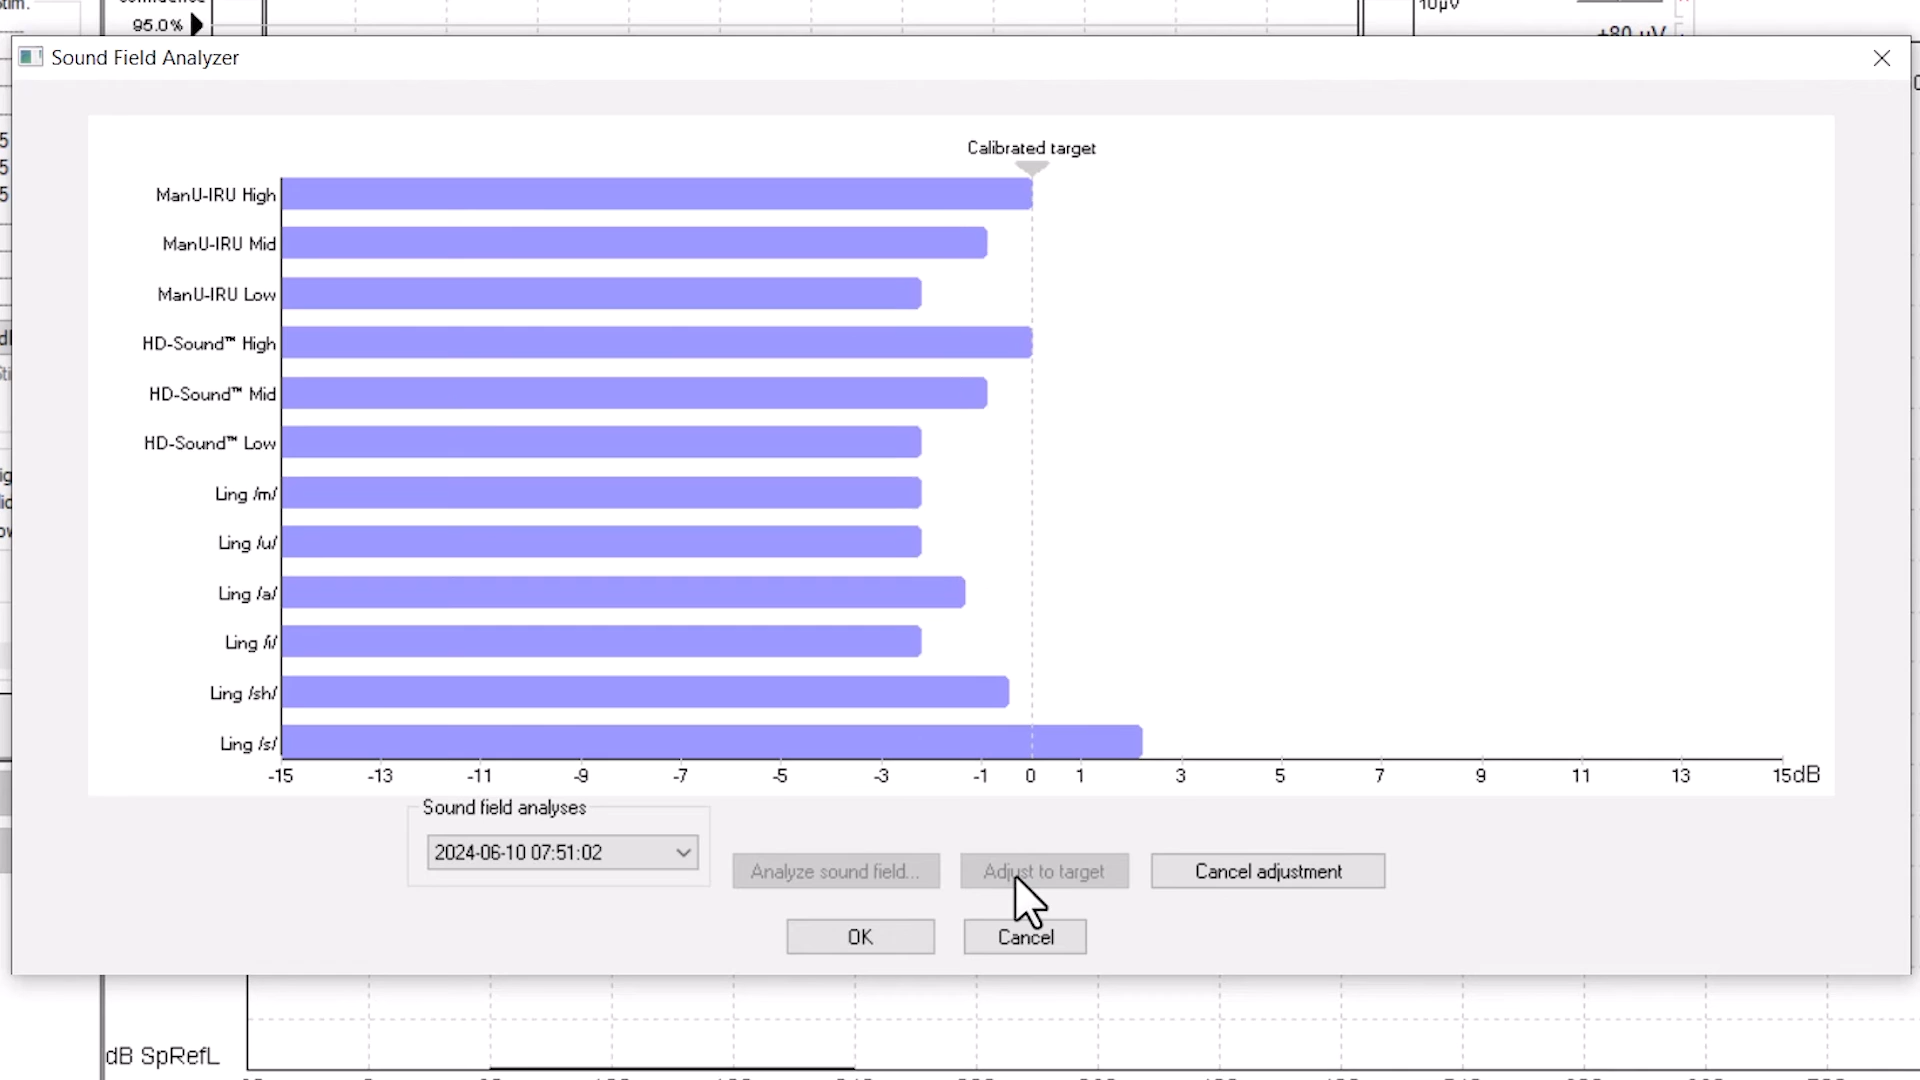 95.0%
10µV
+80 µV
Sound Field Analyzer
Calibrated target
ManU-IRU High
ManU-IRU Mid
ManU-IRU Low
HD-Sound™ High
HD-Sound™ Mid
HD-Sound™ Low
Ling /m/
Ling /u/
Ling /a/
Ling /i/
Ling /sh/
Ling /s/
-15 -13 -11 -9 -7 -5 -3 -1 0 1 3 5 7 9 11 13 15dB
Sound field analyses
2024-06-10 07:51:02
Analyze sound field... Adjust to target Cancel adjustment
OK Cancel
dB SpRefL